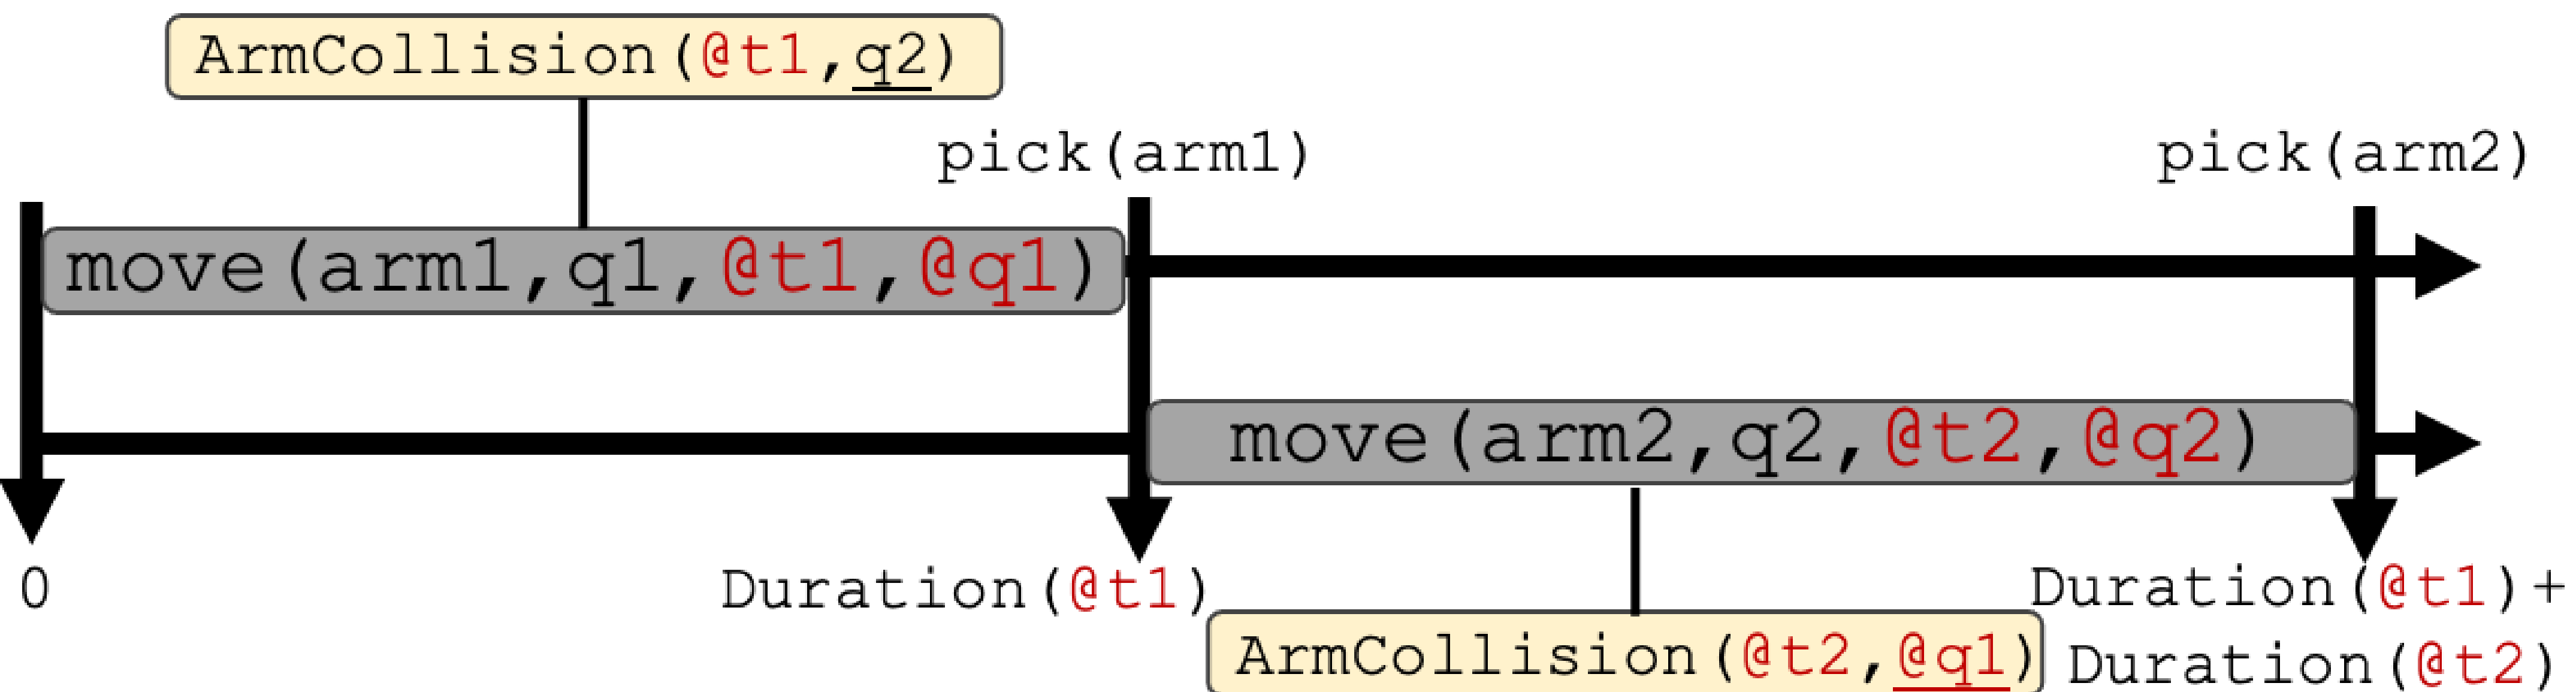 ArmCollision(@t1,q2)
pick(arm1)
pick(arm2)
move(arm1,q1,@t1,@q1)
move(arm2,q2,@t2,@q2)
0
Duration(@t1)
Duration(@t1)+
Duration(@t2)
ArmCollision(@t2,@q1)